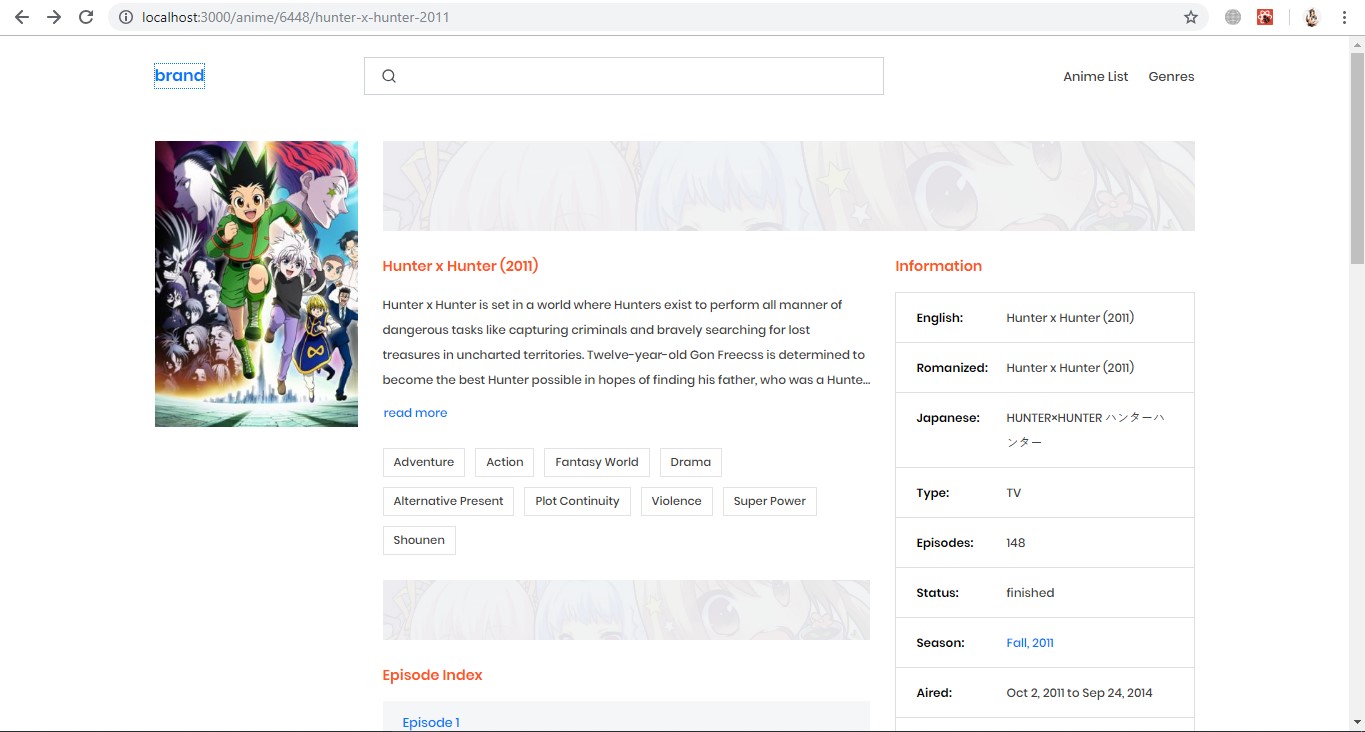 localhost:3000/anime/6448/hunter-x-hunter-2011
brand
Anime List
Genres
Hunter x Hunter (2011)
Hunter x Hunter is set in a world where Hunters exist to perform all manner of
dangerous tasks like capturing criminals and bravely searching for lost
treasures in uncharted territories. Twelve-year-old Gon Freecss is determined to
become the best Hunter possible in hopes of finding his father, who was a Hunte...
read more
Adventure
Action
Fantasy World
Drama
Alternative Present
Plot Continuity
Violence
Super Power
Shounen
Episode Index
Episode 1
Information
English: Hunter x Hunter (2011)
Romanized: Hunter x Hunter (2011)
Japanese: HUNTER×HUNTER ハンターハ
ンター
Type: TV
Episodes: 148
Status: finished
Season: Fall, 2011
Aired: Oct 2, 2011 to Sep 24, 2014